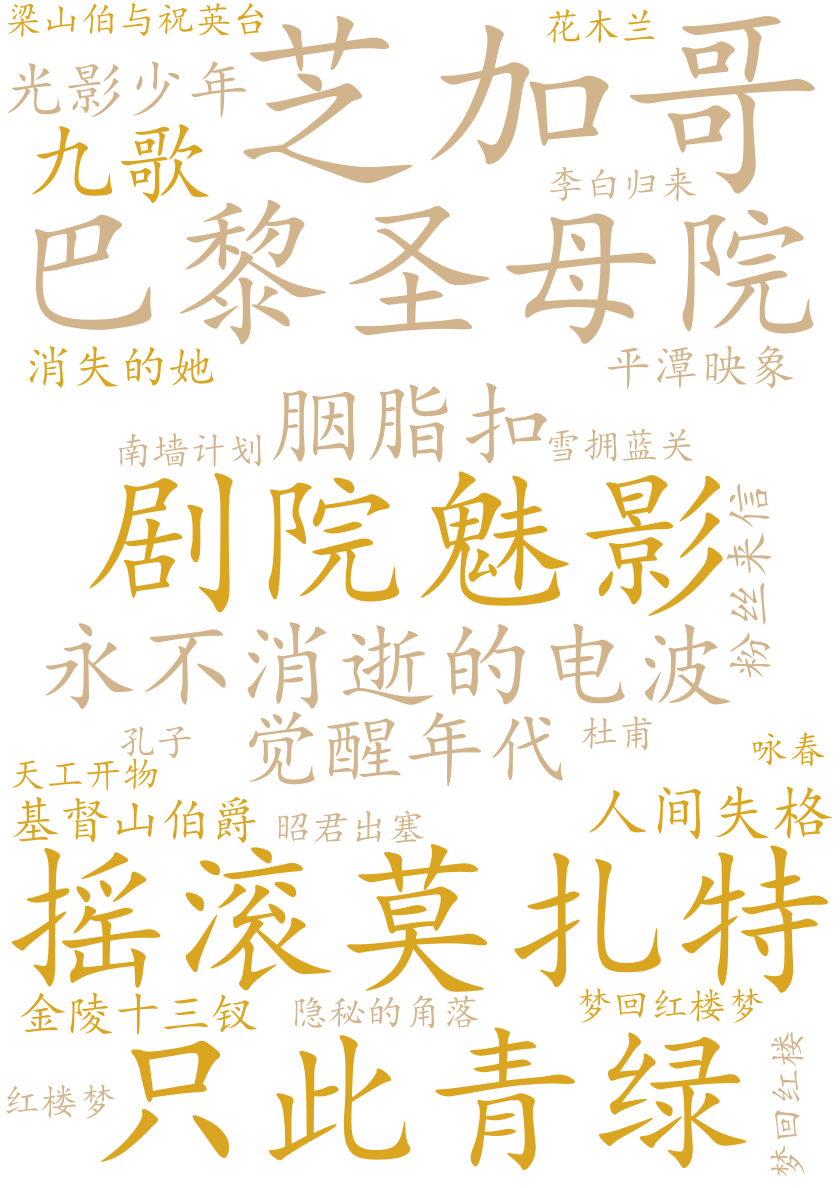 梁山伯与祝英台
花木兰
芝加哥
光影少年
九歌
李白归来
巴黎圣母院
消失的她
平潭映象
胭脂扣
南墙计划
雪拥蓝关
剧院魅影
粉丝来信
永不消逝的电波
孔子
觉醒年代
杜甫
咏春
天工开物
基督山伯爵
昭君出塞
人间失格
摇滚莫扎特
金陵十三钗
隐秘的角落
梦回红楼梦
只此青绿
红楼梦
梦回红楼